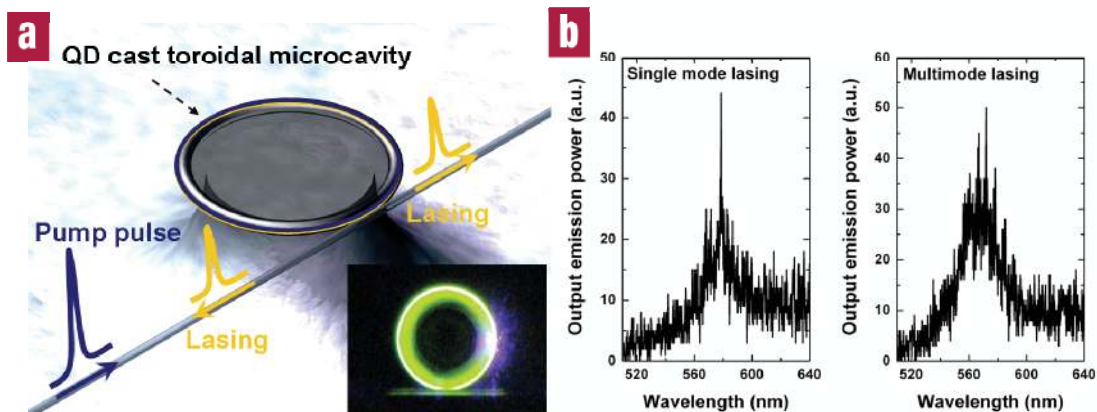 a
QD cast toroidal microcavity
Lasing
Pump pulse
Lasing
b
Single mode lasing
Output emission power (a.u.)
50
40
30
20
10
0
520
560
600
640
Wavelength (nm)
Multimode lasing
Output emission power (a.u.)
60
50
40
30
20
10
0
520
560
600
640
Wavelength (nm)